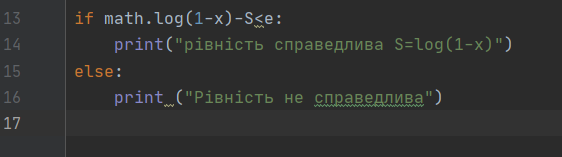 13 if math.log(1-x)-S<e:
14 print("рівність справедлива S=log(1-x)")
15 else:
16 print ("Рівність не справедлива")
17